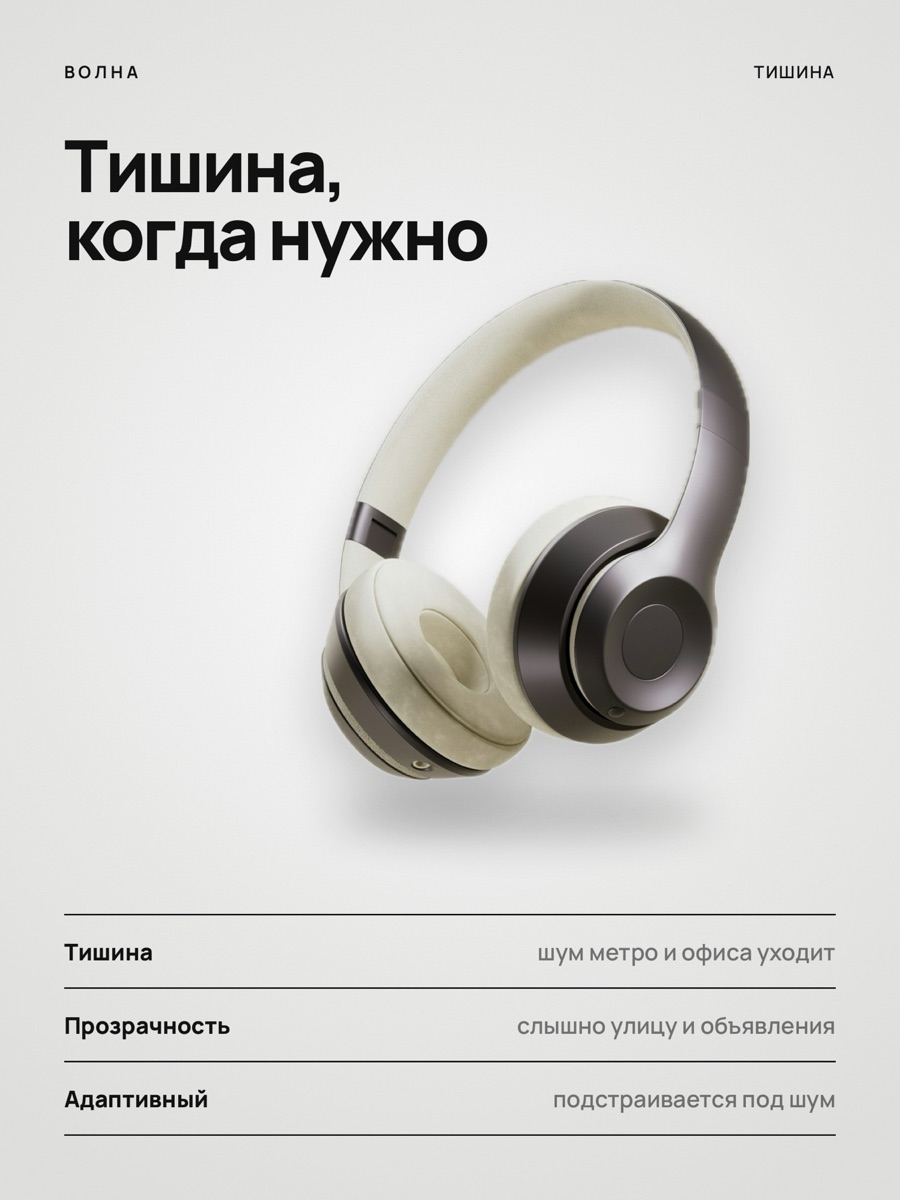 ВОЛНА
ТИШИНА
Тишина,
когда нужно
Тишина
шум метро и офиса уходит
Прозрачность
слышно улицу и объявления
Адаптивный
подстраивается под шум